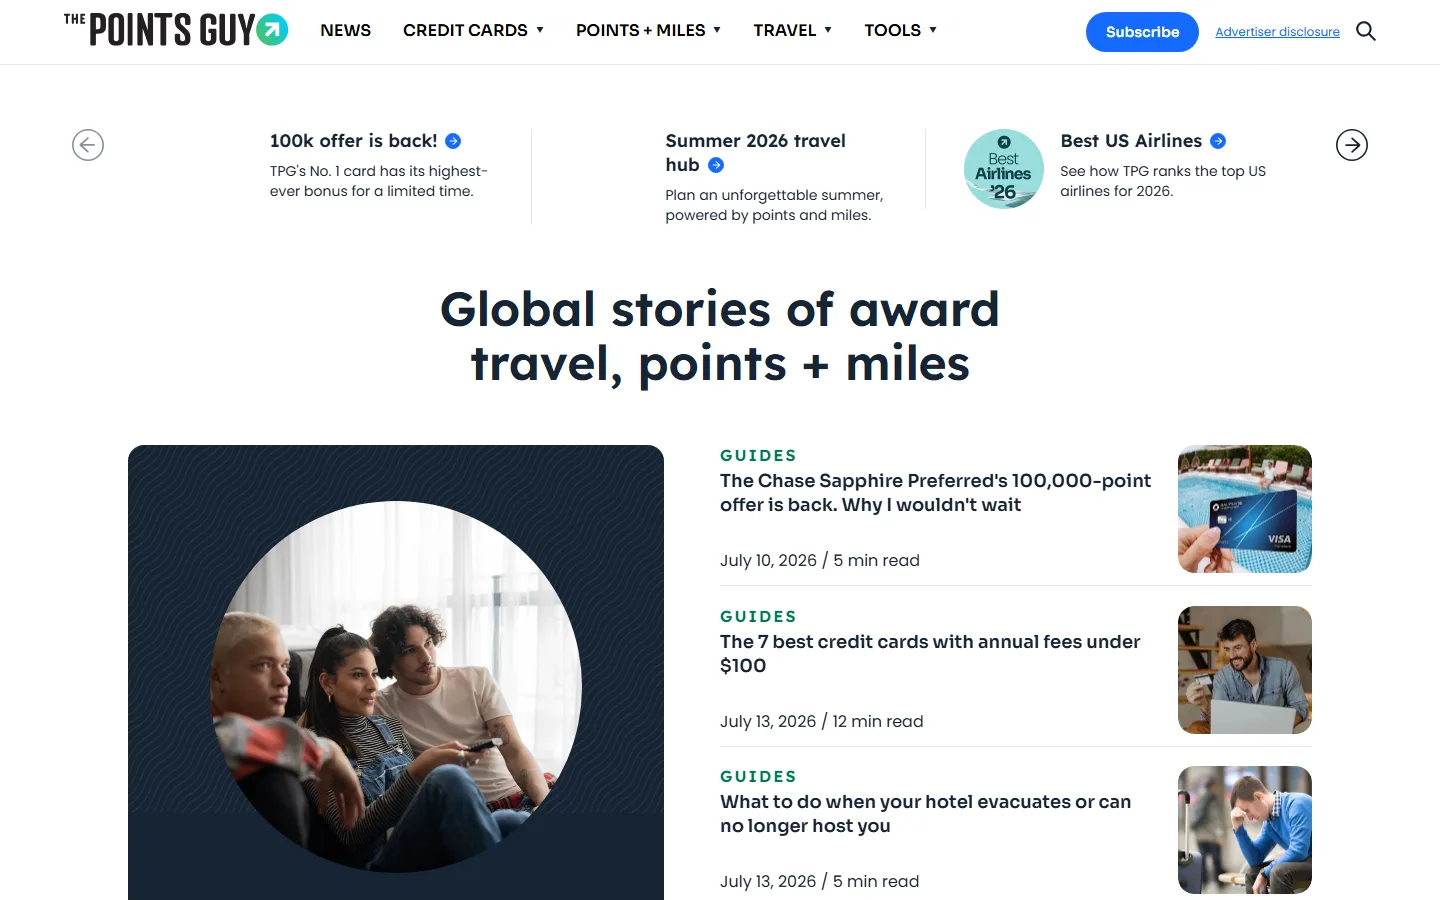 THE POINTS GUY
NEWS
CREDIT CARDS
POINTS + MILES
TRAVEL
TOOLS
Subscribe
Advertiser disclosure
100k offer is back!
TPG's No. 1 card has its highest-
ever bonus for a limited time.
Summer 2026 travel
hub
Plan an unforgettable summer,
powered by points and miles.
Best
Airlines
'26
Best US Airlines
See how TPG ranks the top US
airlines for 2026.
Global stories of award
travel, points + miles
GUIDES
The Chase Sapphire Preferred's 100,000-point
offer is back. Why I wouldn't wait
July 10, 2026 / 5 min read
VISA
GUIDES
The 7 best credit cards with annual fees under
$100
July 13, 2026 / 12 min read
GUIDES
What to do when your hotel evacuates or can
no longer host you
July 13, 2026 / 5 min read